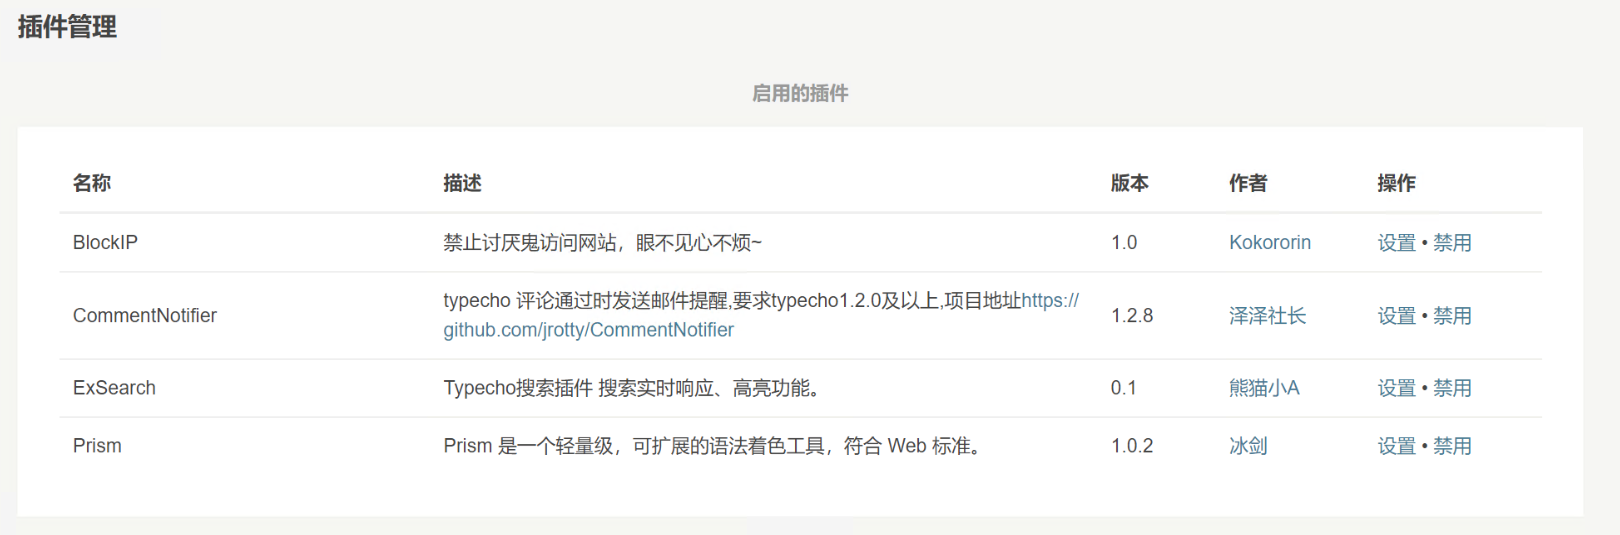 插件管理
启用的插件
名称 描述 版本 作者 操作
BlockIP 禁止讨厌鬼访问网站，眼不见心不烦~ 1.0 Kokororin 设置 • 禁用
CommentNotifier typecho 评论通过时发送邮件提醒,要求typecho1.2.0及以上,项目地址https://
github.com/jrotty/CommentNotifier 1.2.8 泽泽社长 设置 • 禁用
ExSearch Typecho搜索插件 搜索实时响应、高亮功能。 0.1 熊猫小A 设置 • 禁用
Prism Prism 是一个轻量级，可扩展的语法着色工具，符合 Web 标准。 1.0.2 冰剑 设置 • 禁用